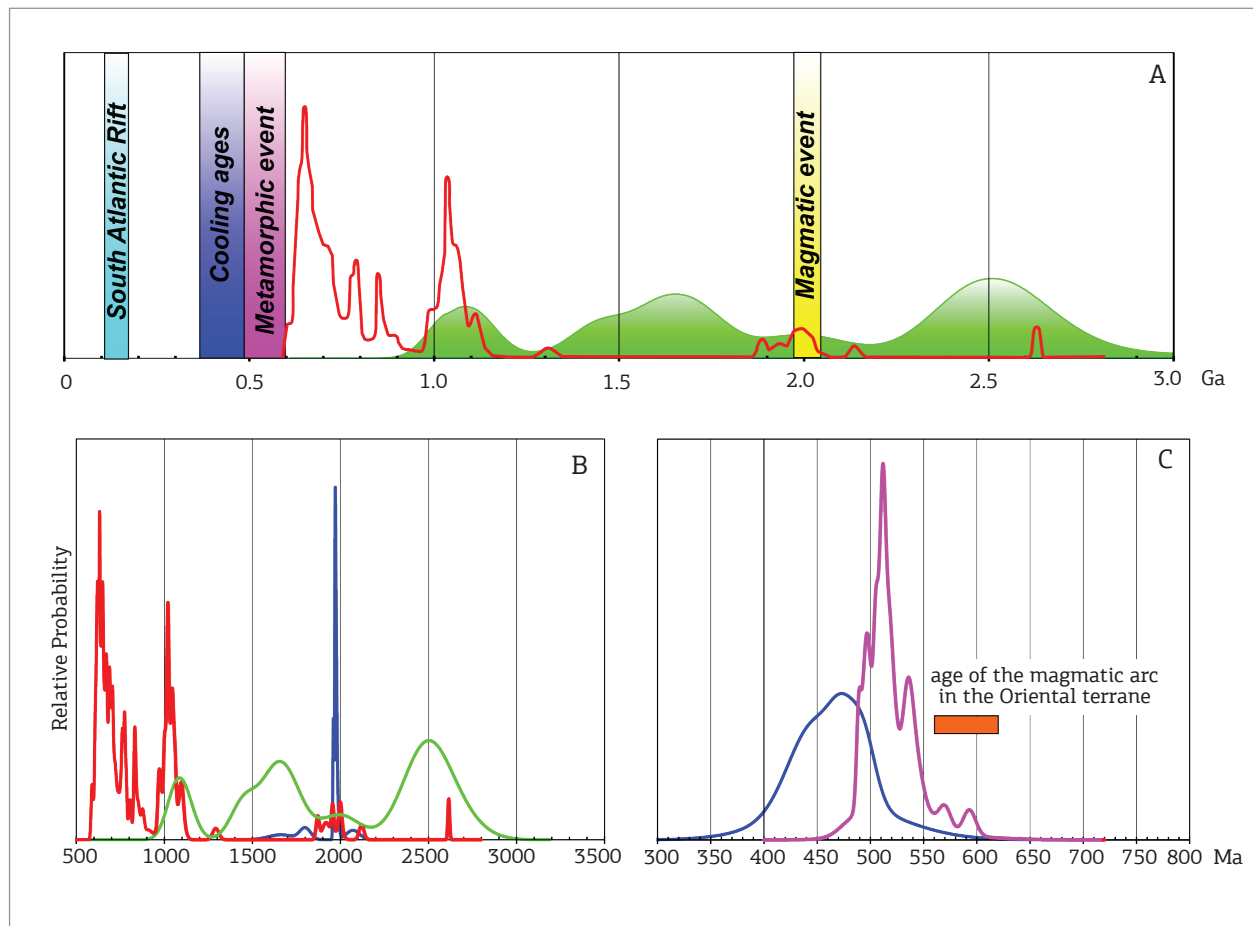 A
South Atlantic Rift
Cooling ages
Metamorphic event
Magmatic event
0 0.5 1.0 1.5 2.0 2.5 3.0 Ga
B
Relative Probability
500 1000 1500 2000 2500 3000 3500
C
age of the magmatic arc
in the Oriental terrane
300 350 400 450 500 550 600 650 700 750 800 Ma